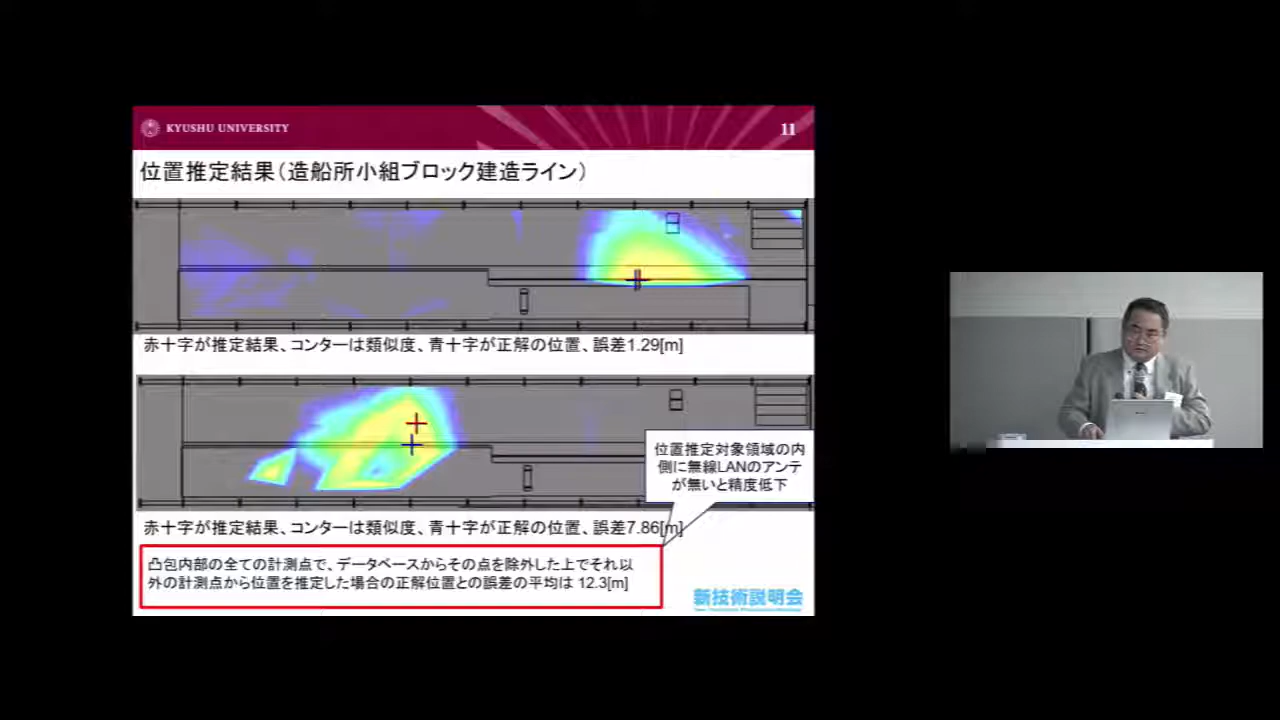 KYUSHU UNIVERSITY
11
位置推定結果(造船所小組ブロック建造ライン)
赤十字が推定結果、コンターは類似度、青十字が正解の位置、誤差1.29[m]
位置推定対象領域の内
側に無線LANのアンテ
が無いと精度低下
赤十字が推定結果、コンターは類似度、青十字が正解の位置、誤差7.86[m]
凸包内部の全ての計測点で、データベースからその点を除外した上でそれ以
外の計測点から位置を推定した場合の正解位置との誤差の平均は 12.3[m]
新技術説明会